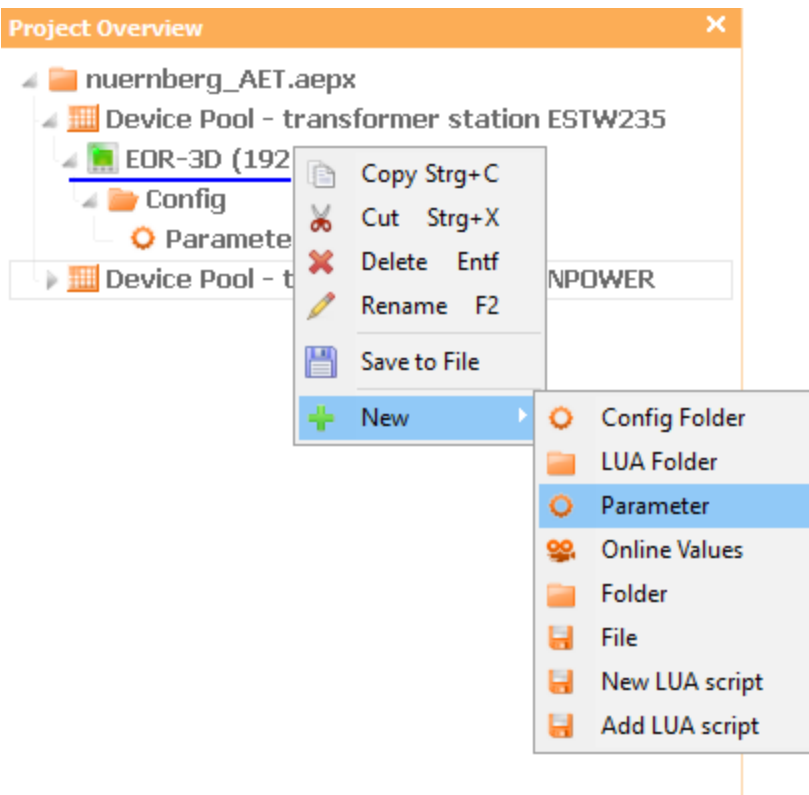 Project Overview
nuernberg_AET.aepx
Device Pool - transformer station ESTW235
EOR-3D (192
Config
Device Pool - t
NPOWER
Copy Strg+C
Cut Strg+X
Delete Entf
Rename F2
Save to File
New
Config Folder
LUA Folder
Parameter
Online Values
Folder
File
New LUA script
Add LUA script